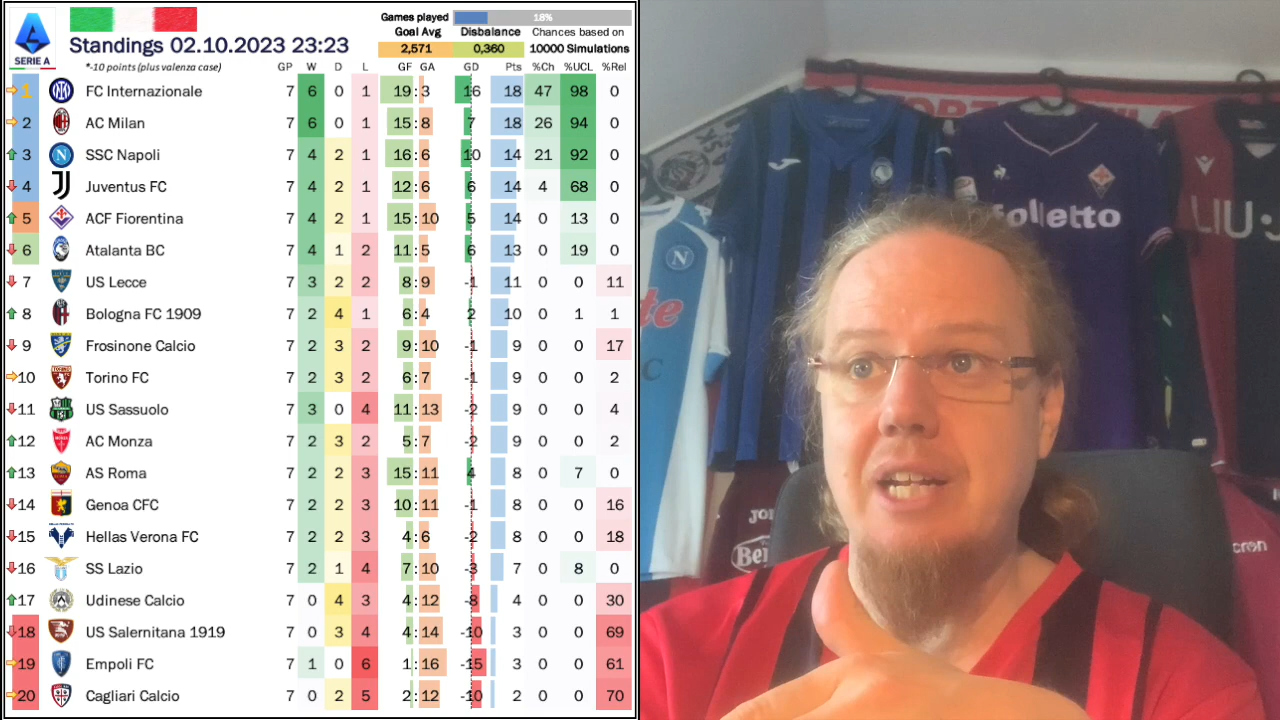 Games played 18%
Goal Avg Disbalance Chances based on
SERIE A Standings 02.10.2023 23:23 2,571 0,360 10000 Simulations
*-10 points (plus valenza case) GP W D L GF GA GD Pts %Ch %UCL %Rel
1 FC Internazionale 7 6 0 1 19:3 16 18 47 98 0
2 AC Milan 7 6 0 1 15:8 7 18 26 94 0
3 SSC Napoli 7 4 2 1 16:6 10 14 21 92 0
4 Juventus FC 7 4 2 1 12:6 6 14 4 68 0
5 ACF Fiorentina 7 4 2 1 15:10 5 14 0 13 0
6 Atalanta BC 7 4 1 2 11:5 6 13 0 19 0
7 US Lecce 7 3 2 2 8:9 -1 11 0 0 11
8 Bologna FC 1909 7 2 4 1 6:4 2 10 0 1 1
9 Frosinone Calcio 7 2 3 2 9:10 -1 9 0 0 17
10 Torino FC 7 2 3 2 6:7 -1 9 0 0 2
11 US Sassuolo 7 3 0 4 11:13 -2 9 0 0 4
12 AC Monza 7 2 3 2 5:7 -2 9 0 0 2
13 AS Roma 7 2 2 3 15:11 4 8 0 7 0
14 Genoa CFC 7 2 2 3 10:11 -1 8 0 0 16
15 Hellas Verona FC 7 2 2 3 4:6 -2 8 0 0 18
16 SS Lazio 7 2 1 4 7:10 -3 7 0 8 0
17 Udinese Calcio 7 0 4 3 4:12 -8 4 0 0 30
18 US Salernitana 1919 7 0 3 4 4:14 -10 3 0 0 69
19 Empoli FC 7 1 0 6 1:16 -15 3 0 0 61
20 Cagliari Calcio 7 0 2 5 2:12 -10 2 0 0 70
folletto
LIU
N